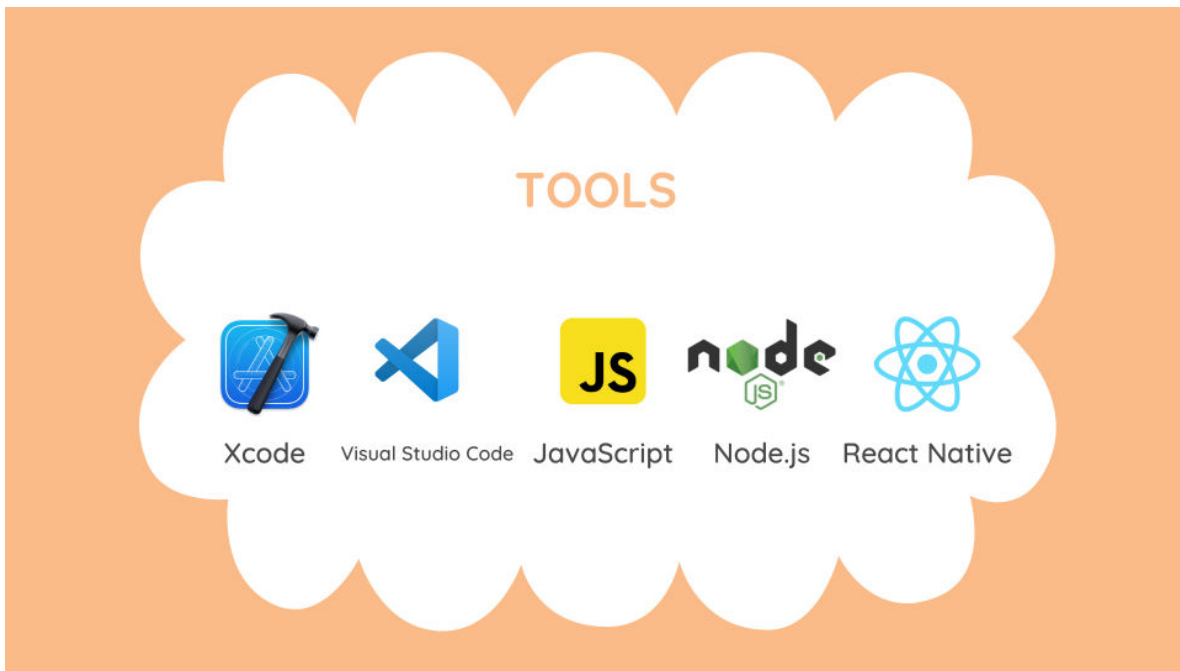 TOOLS
JS
node
JS
Xcode
Visual Studio Code
JavaScript
Node.js
React Native